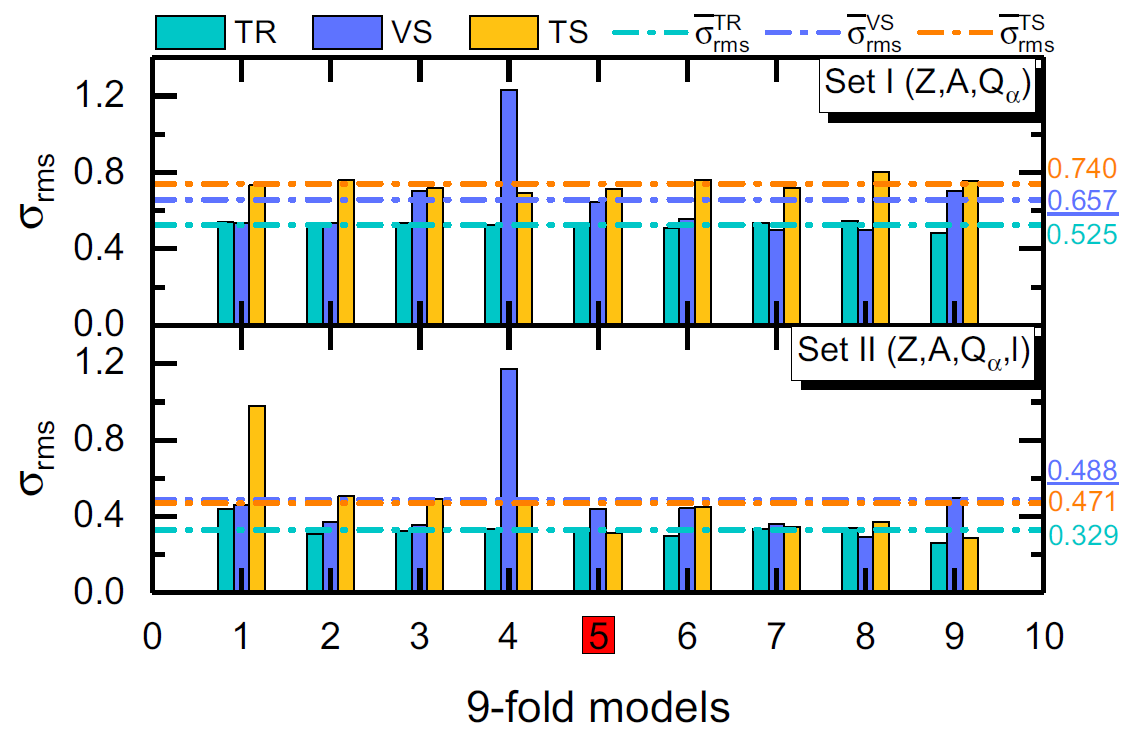 TR VS TS σ̅rms^TR σ̅rms^VS σ̅rms^TS
Set I (Z,A,Qα)
σrms
1.2
0.8
0.4
0.0
0.740
0.657
0.525
Set II (Z,A,Qα,l)
σrms
1.2
0.8
0.4
0.0
0.488
0.471
0.329
0 1 2 3 4 5 6 7 8 9 10
9-fold models